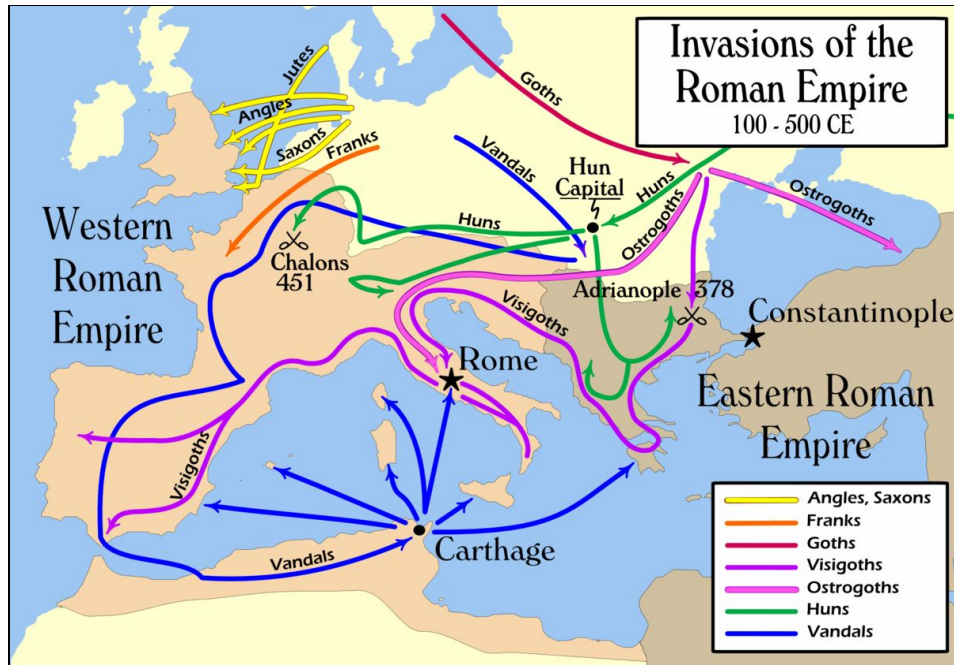 Invasions of the
Roman Empire
100 - 500 CE
Jutes
Angles
Saxons
Franks
Goths
Vandals
Hun
Capital
Huns
Ostrogoths
Ostrogoths
Huns
Western
Roman
Empire
Chalons
451
Adrianople 378
Visigoths
Constantinople
Rome
Eastern Roman
Empire
Visigoths
Vandals
Carthage
Angles, Saxons
Franks
Goths
Visigoths
Ostrogoths
Huns
Vandals